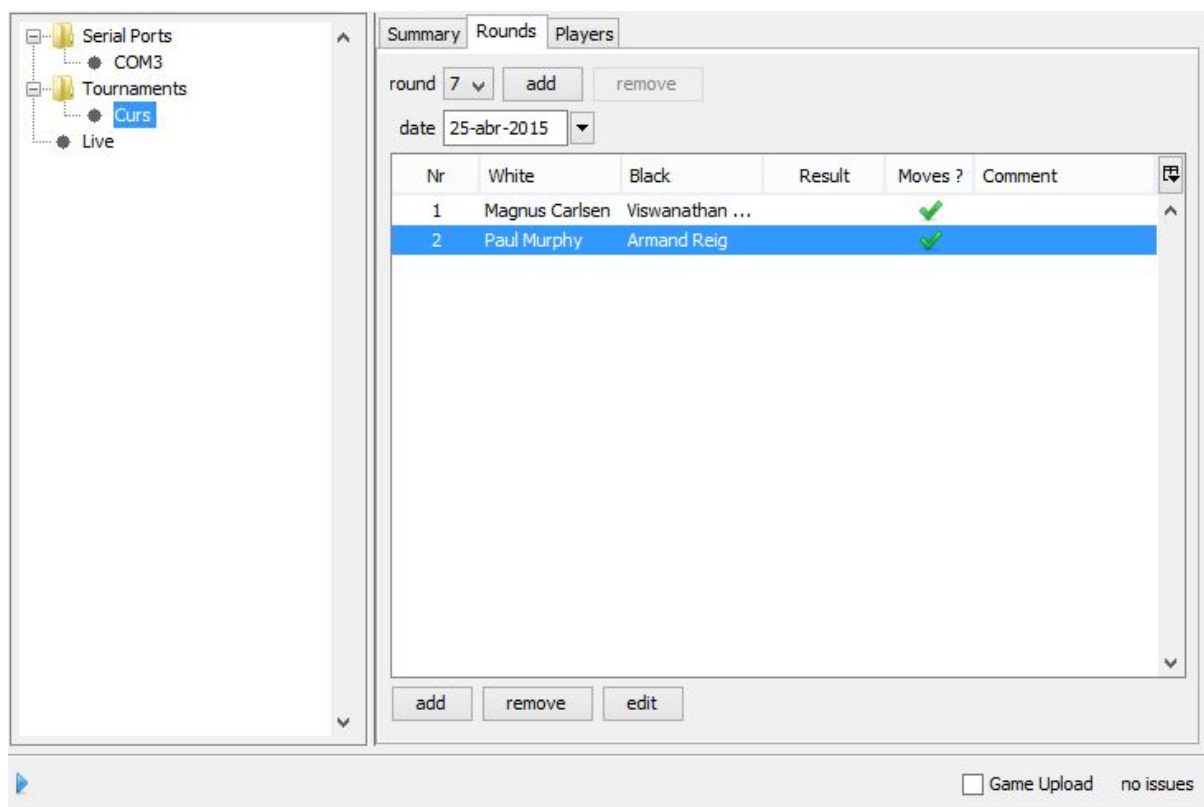 Serial Ports
COM3
Tournaments
Curs
Live
Summary Rounds Players
round 7 add remove
date 25-abr-2015
Nr White Black Result Moves ? Comment
1 Magnus Carlsen Viswanathan ...
2 Paul Murphy Armand Reig
add remove edit
Game Upload no issues